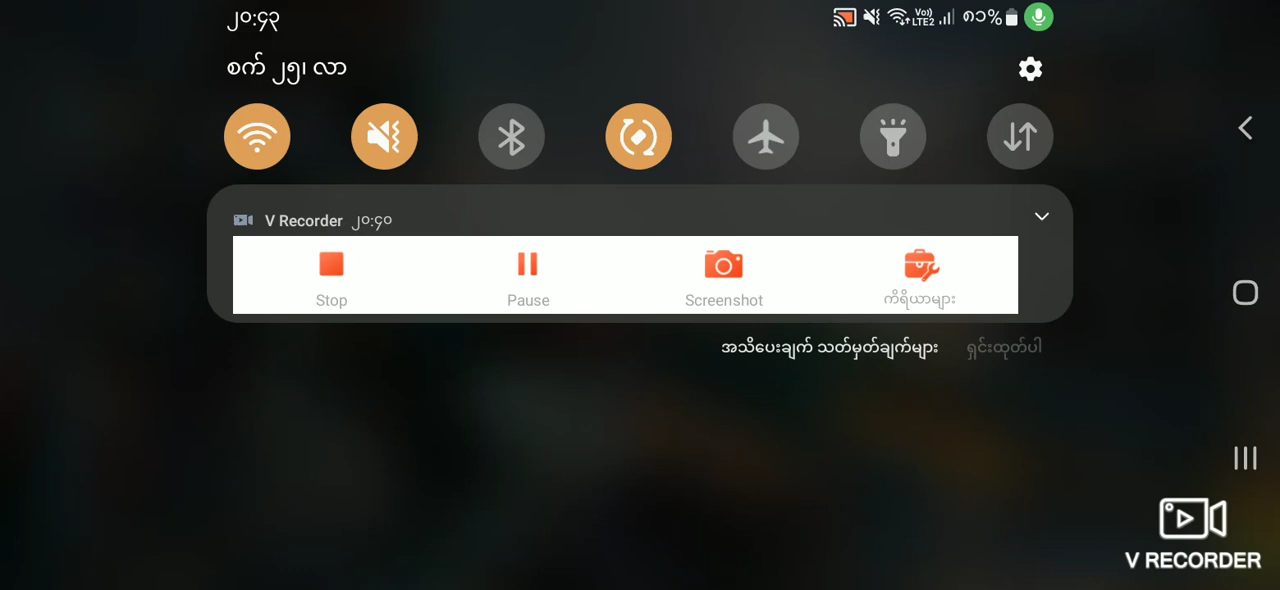 ၂၀:၄၃
Vo) LTE2 ၈၁%
စက် ၂၅၊ လာ
V Recorder ၂၀:၄၀
Stop Pause Screenshot ကိရိယာများ
အသိပေးချက် သတ်မှတ်ချက်များ ရှင်းထုတ်ပါ
V RECORDER